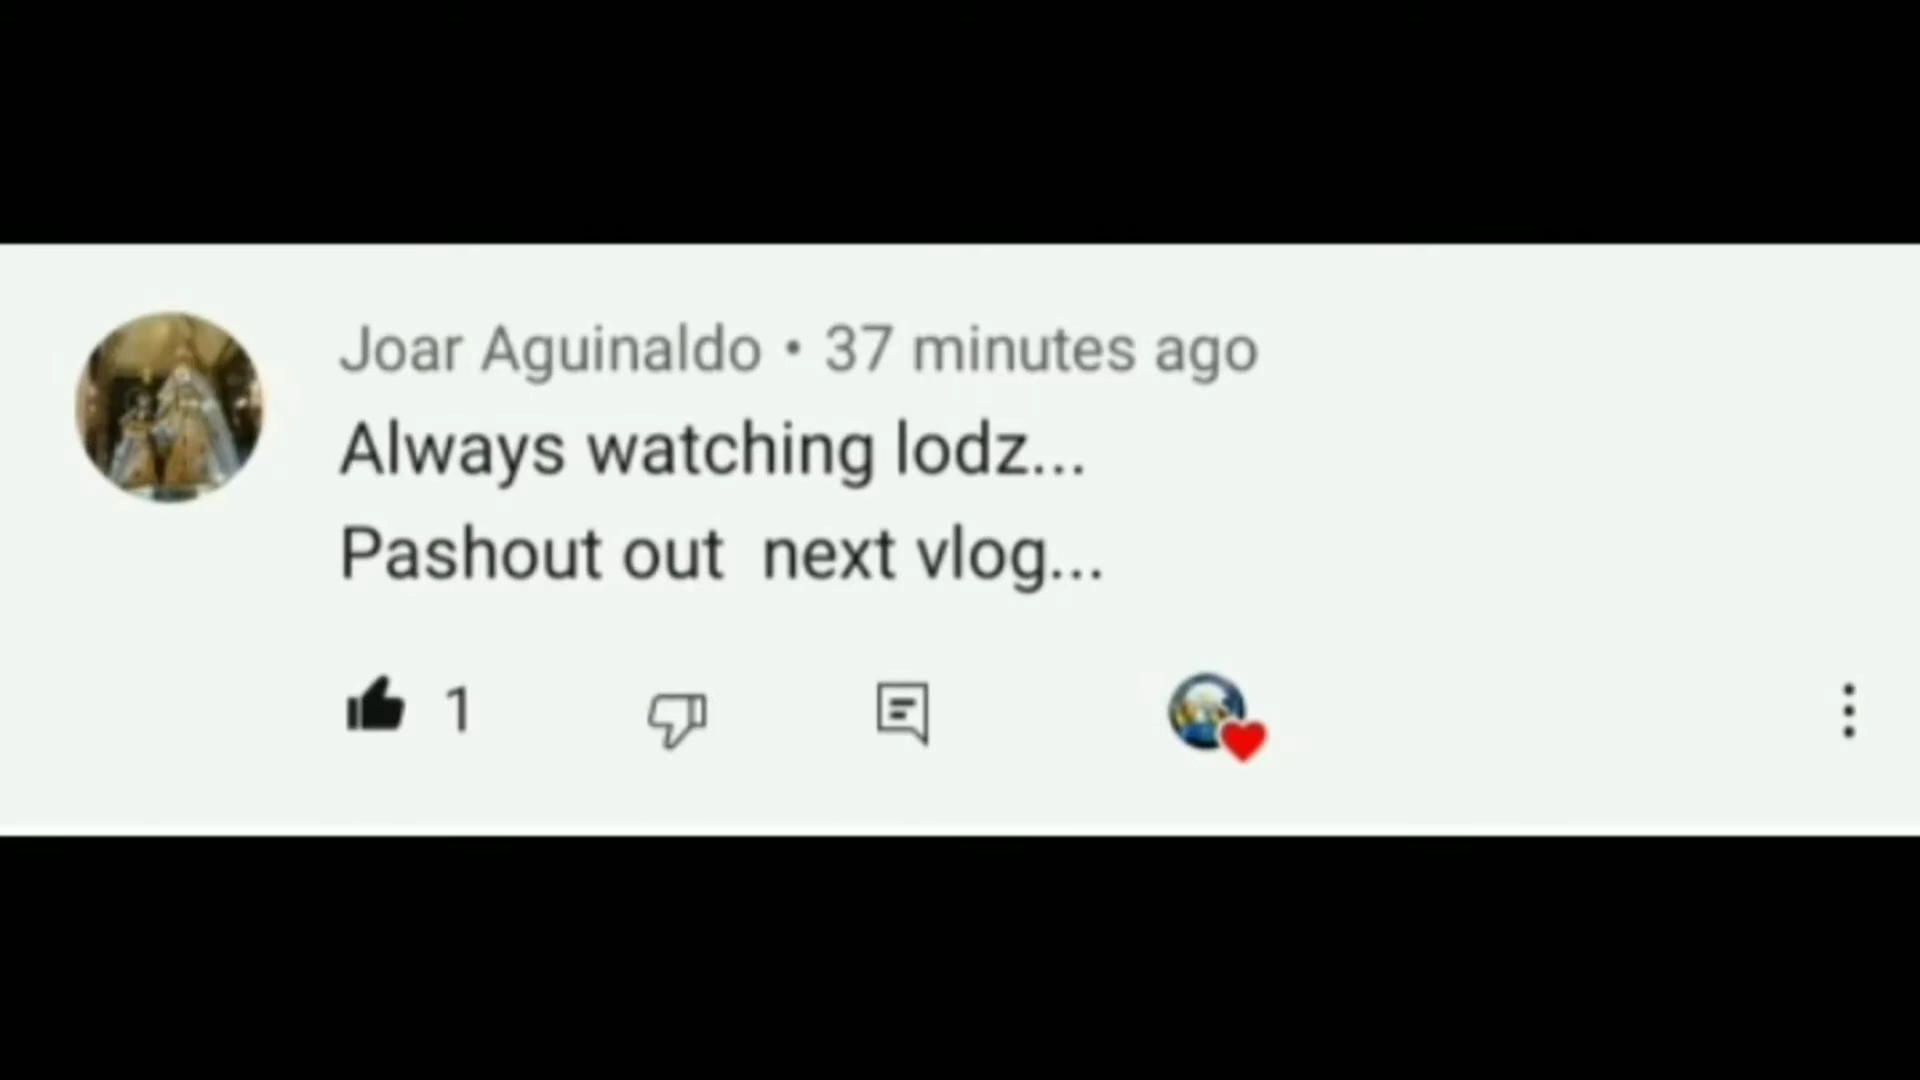 Joar Aguinaldo • 37 minutes ago
Always watching lodz...
Pashout out  next vlog...
1